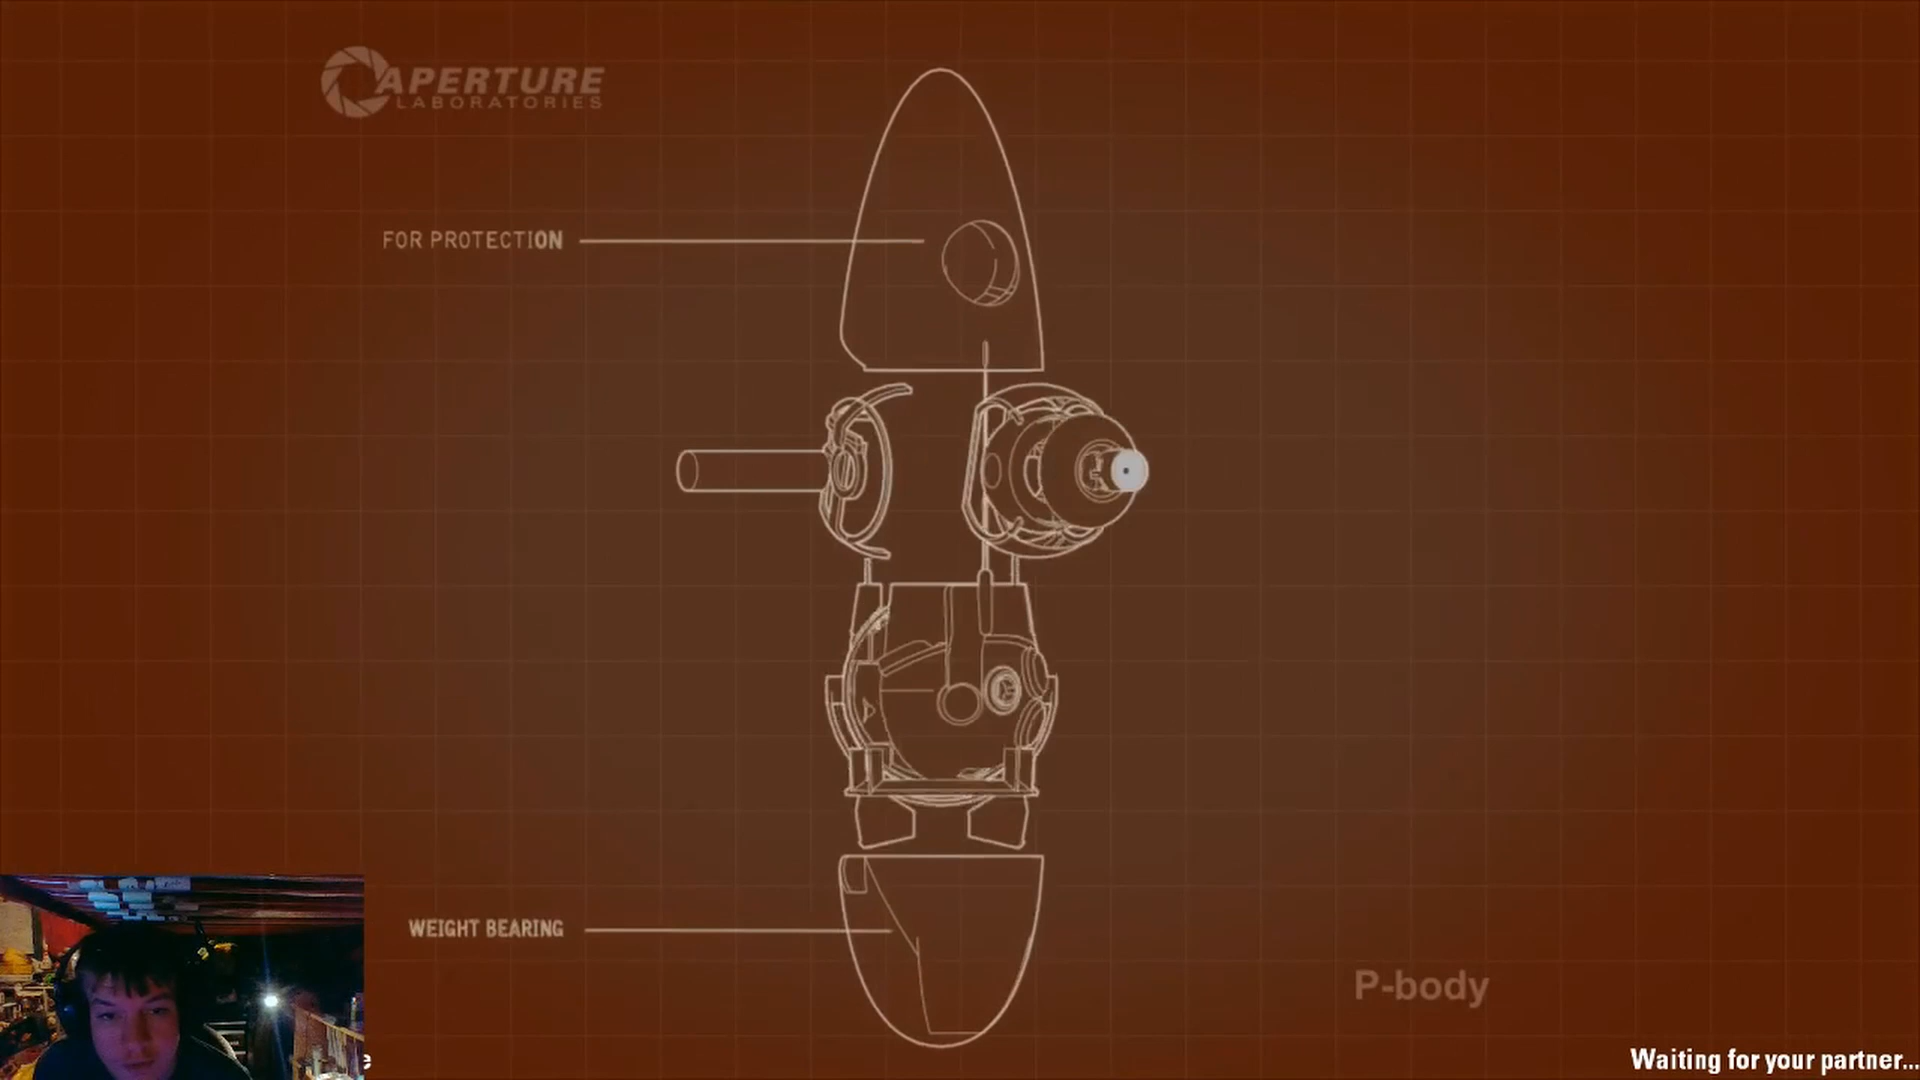 APERTURE
LABORATORIES
FOR PROTECTION
WEIGHT BEARING
P-body
Waiting for your partner...